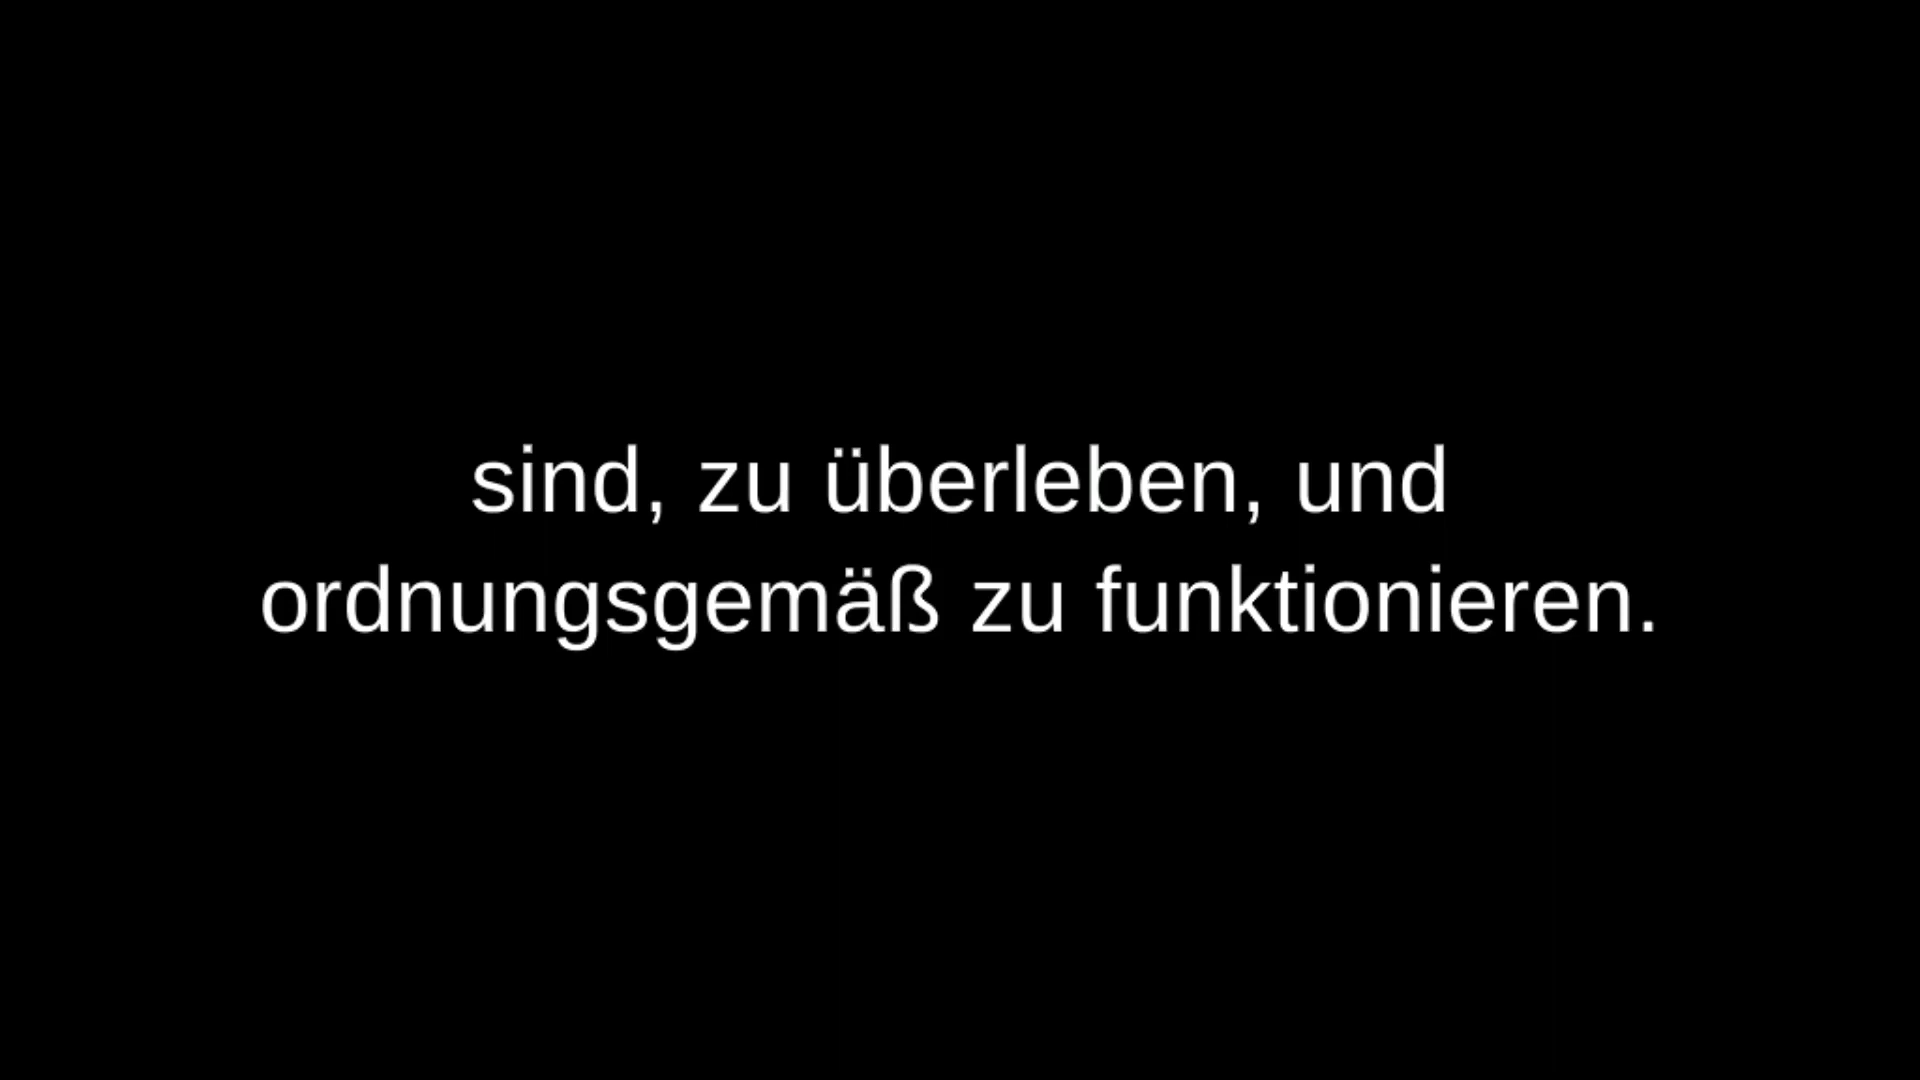 sind, zu überleben, und
ordnungsgemäß zu funktionieren.